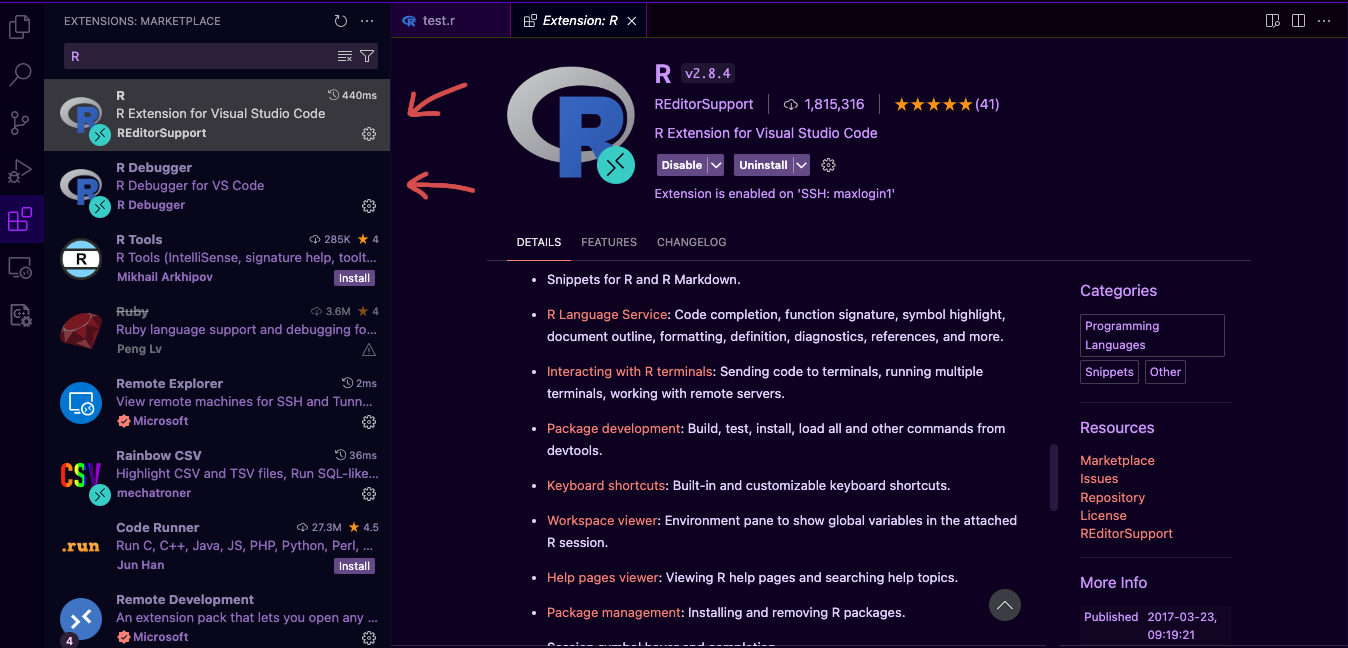 EXTENSIONS: MARKETPLACE
R
R
440ms
R Extension for Visual Studio Code
REditorSupport
R Debugger
R Debugger for VS Code
R Debugger
R Tools
285K ★ 4
R Tools (IntelliSense, signature help, toolt...
Mikhail Arkhipov
Install
Ruby
3.6M ★ 4
Ruby language support and debugging fo...
Peng Lv
Remote Explorer
2ms
View remote machines for SSH and Tunn...
Microsoft
CSV
Rainbow CSV
36ms
Highlight CSV and TSV files, Run SQL-like...
mechatroner
.run
Code Runner
27.3M ★ 4.5
Run C, C++, Java, JS, PHP, Python, Perl, ...
Jun Han
Install
Remote Development
An extension pack that lets you open any ...
4
Microsoft
test.r
Extension: R
R
R v2.8.4
REditorSupport
1,815,316
★★★★★(41)
R Extension for Visual Studio Code
Disable
Uninstall
Extension is enabled on 'SSH: maxlogin1'
DETAILS FEATURES CHANGELOG
• Snippets for R and R Markdown.
• R Language Service: Code completion, function signature, symbol highlight,
document outline, formatting, definition, diagnostics, references, and more.
• Interacting with R terminals: Sending code to terminals, running multiple
terminals, working with remote servers.
• Package development: Build, test, install, load all and other commands from
devtools.
• Keyboard shortcuts: Built-in and customizable keyboard shortcuts.
• Workspace viewer: Environment pane to show global variables in the attached
R session.
• Help pages viewer: Viewing R help pages and searching help topics.
• Package management: Installing and removing R packages.
Categories
Programming
Languages
Snippets
Other
Resources
Marketplace
Issues
Repository
License
REditorSupport
More Info
Published 2017-03-23,
09:19:21